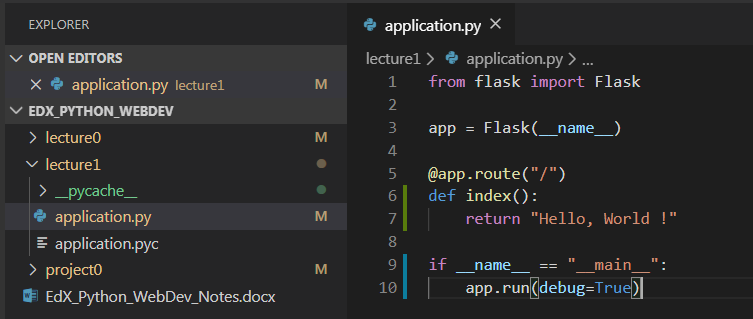 EXPLORER
OPEN EDITORS
application.py lecture1 M
EDX_PYTHON_WEBDEV
lecture0 M
lecture1
__pycache__
application.py M
application.pyc
project0 M
EdX_Python_WebDev_Notes.docx
application.py
lecture1 > application.py > ...
1 from flask import Flask
2
3 app = Flask(__name__)
4
5 @app.route("/")
6 def index():
7     return "Hello, World !"
8
9 if __name__ == "__main__":
10     app.run(debug=True)